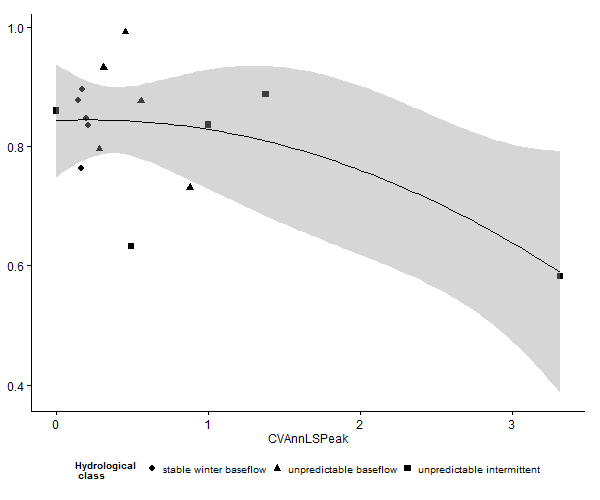 1.0
0.8
0.6
0.4
0 1 2 3
CVAnnLSPeak
Hydrological
class
stable winter baseflow unpredictable baseflow unpredictable intermittent